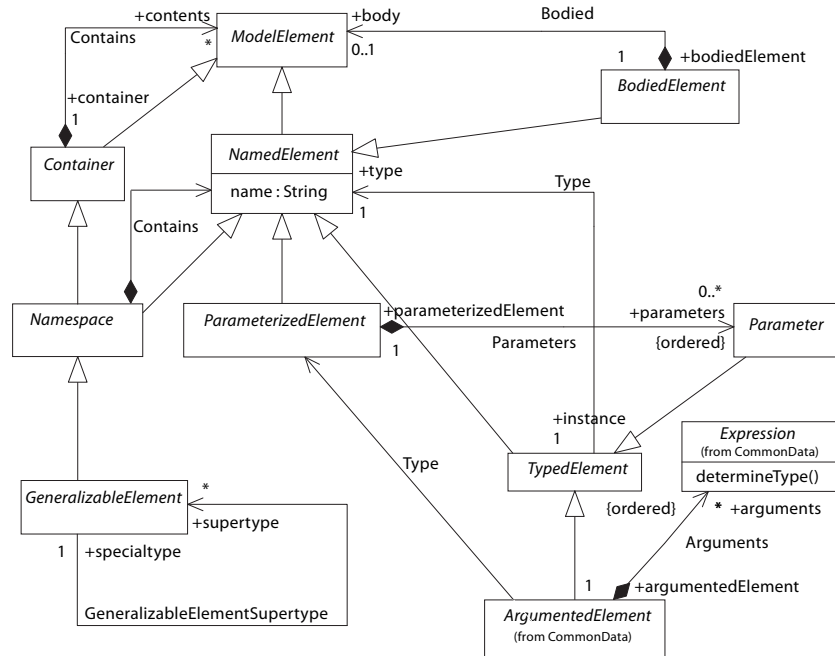 +contents
Contains
*
ModelElement
+body
0..1
Bodied
1
+bodiedElement
BodiedElement
+container
1
Container
NamedElement
+type
name : String
1
Type
Contains
Namespace
ParameterizedElement
+parameterizedElement
1
Parameters
0..*
+parameters
{ordered}
Parameter
+instance
1
Type
TypedElement
Expression
(from CommonData)
determineType()
GeneralizableElement
*
+supertype
1
+specialtype
GeneralizableElementSupertype
{ordered}
* +arguments
Arguments
1
+argumentedElement
ArgumentedElement
(from CommonData)